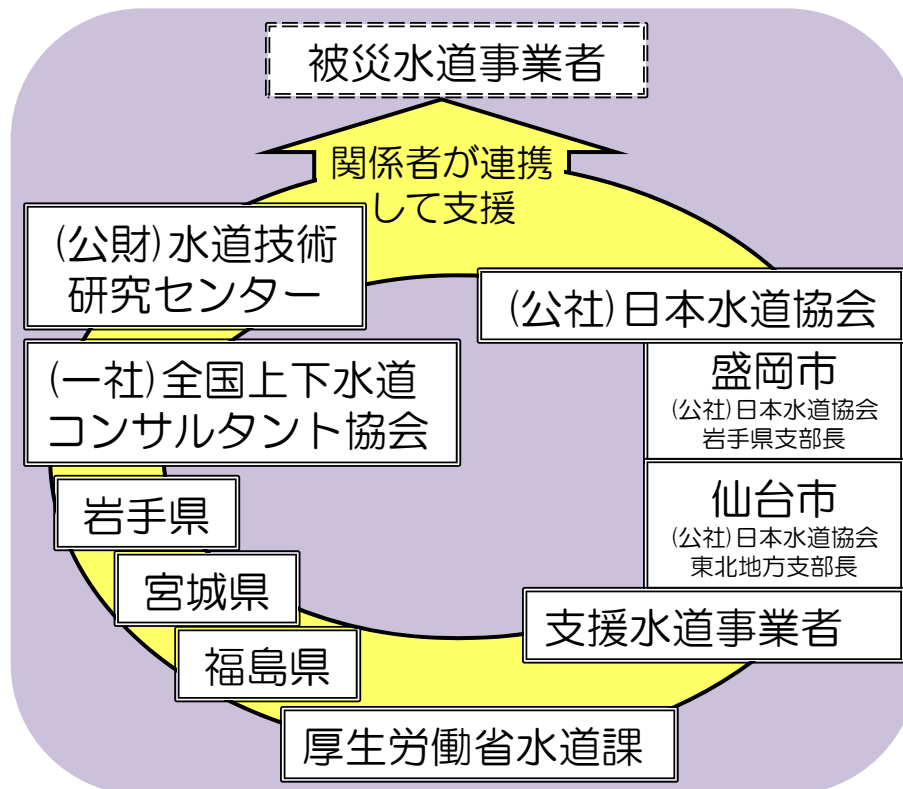 被災水道事業者
関係者が連携
して支援
(公財)水道技術
研究センター
(公社)日本水道協会
(一社)全国上下水道
コンサルタント協会
盛岡市
(公社)日本水道協会
岩手県支部長
仙台市
(公社)日本水道協会
東北地方支部長
岩手県
宮城県
福島県
支援水道事業者
厚生労働省水道課